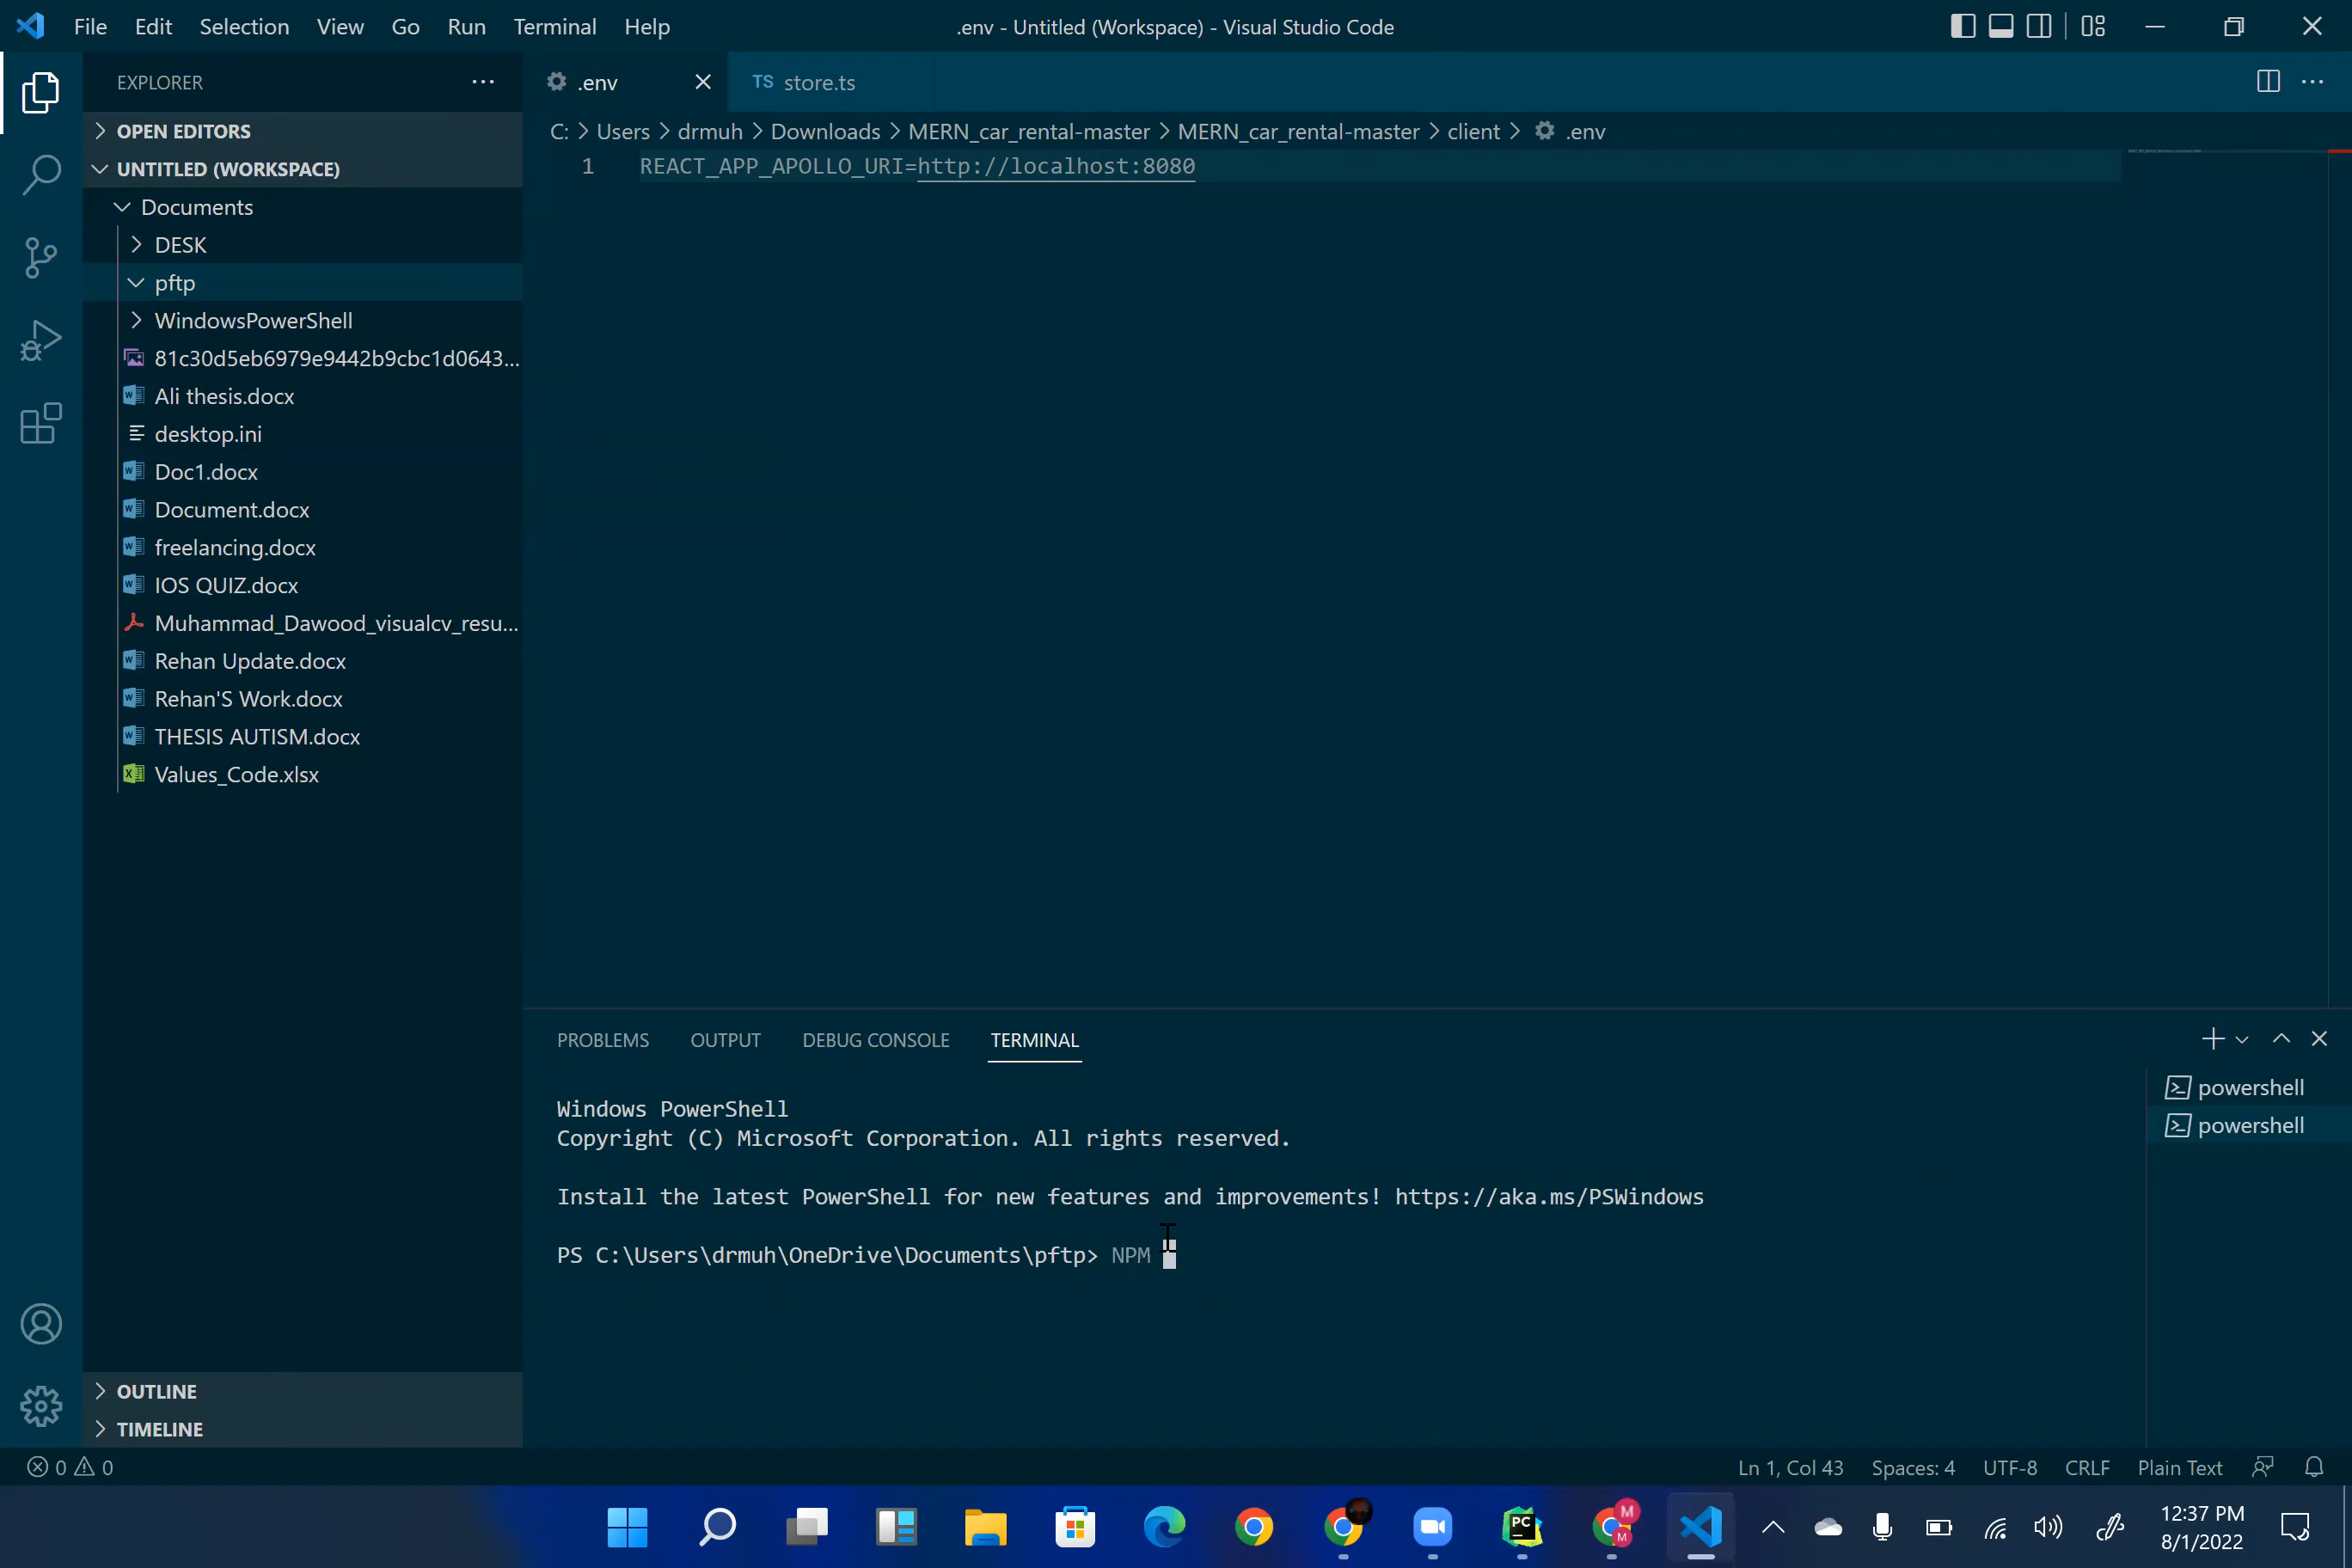 File Edit Selection View Go Run Terminal Help
.env - Untitled (Workspace) - Visual Studio Code
EXPLORER
OPEN EDITORS
UNTITLED (WORKSPACE)
Documents
DESK
pftp
WindowsPowerShell
81c30d5eb6979e9442b9cbc1d0643...
Ali thesis.docx
desktop.ini
Doc1.docx
Document.docx
freelancing.docx
IOS QUIZ.docx
Muhammad_Dawood_visualcv_resu...
Rehan Update.docx
Rehan'S Work.docx
THESIS AUTISM.docx
Values_Code.xlsx
OUTLINE
TIMELINE
.env
TS store.ts
C: > Users > drmuh > Downloads > MERN_car_rental-master > MERN_car_rental-master > client > .env
1 REACT_APP_APOLLO_URI=http://localhost:8080
PROBLEMS OUTPUT DEBUG CONSOLE TERMINAL
Windows PowerShell
Copyright (C) Microsoft Corporation. All rights reserved.
Install the latest PowerShell for new features and improvements! https://aka.ms/PSWindows
PS C:\Users\drmuh\OneDrive\Documents\pftp> NPM
powershell
powershell
0 0
Ln 1, Col 43 Spaces: 4 UTF-8 CRLF Plain Text
PC
M
M
12:37 PM
8/1/2022